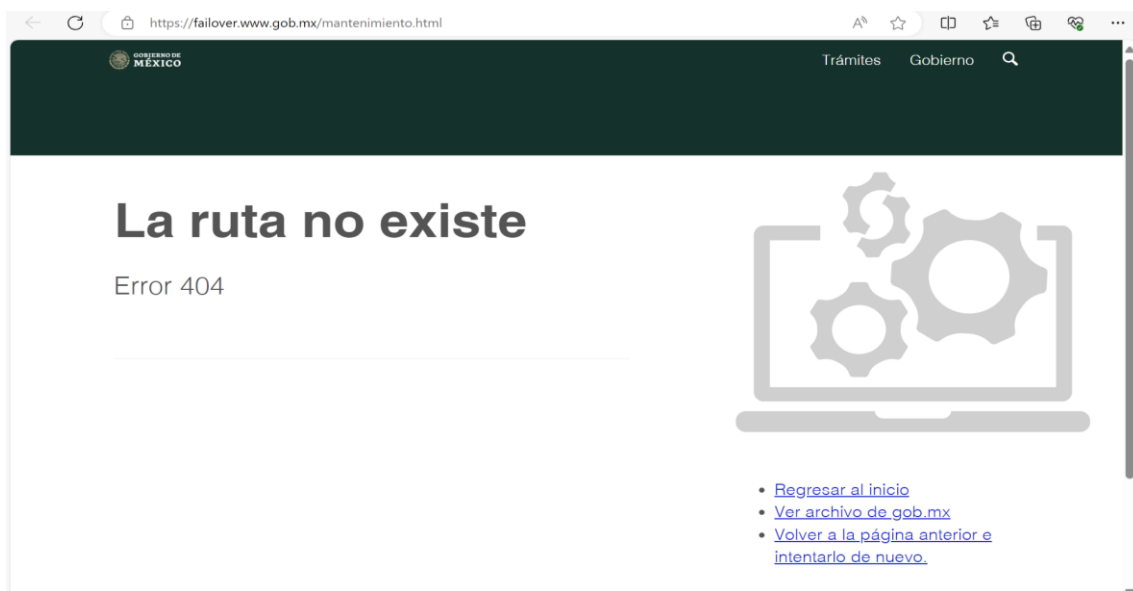 https://failover.www.gob.mx/mantenimiento.html
GOBIERNO DE
MÉXICO
Trámites Gobierno
La ruta no existe
Error 404
Regresar al inicio
Ver archivo de gob.mx
Volver a la página anterior e
intentarlo de nuevo.